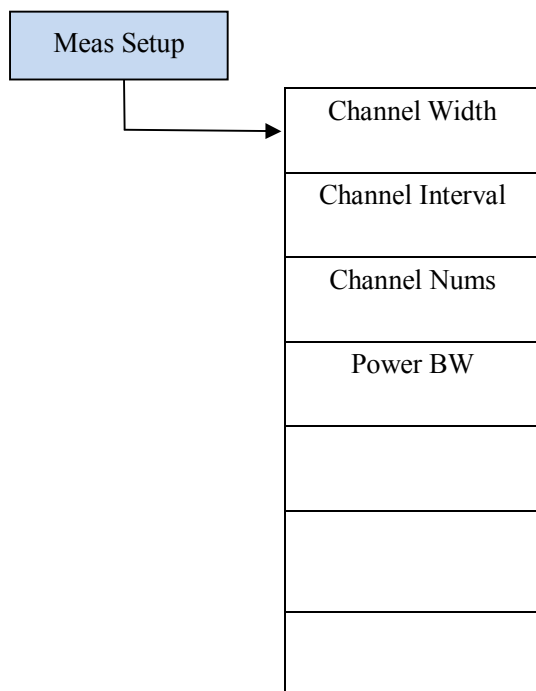 Meas Setup
Channel Width
Channel Interval
Channel Nums
Power BW